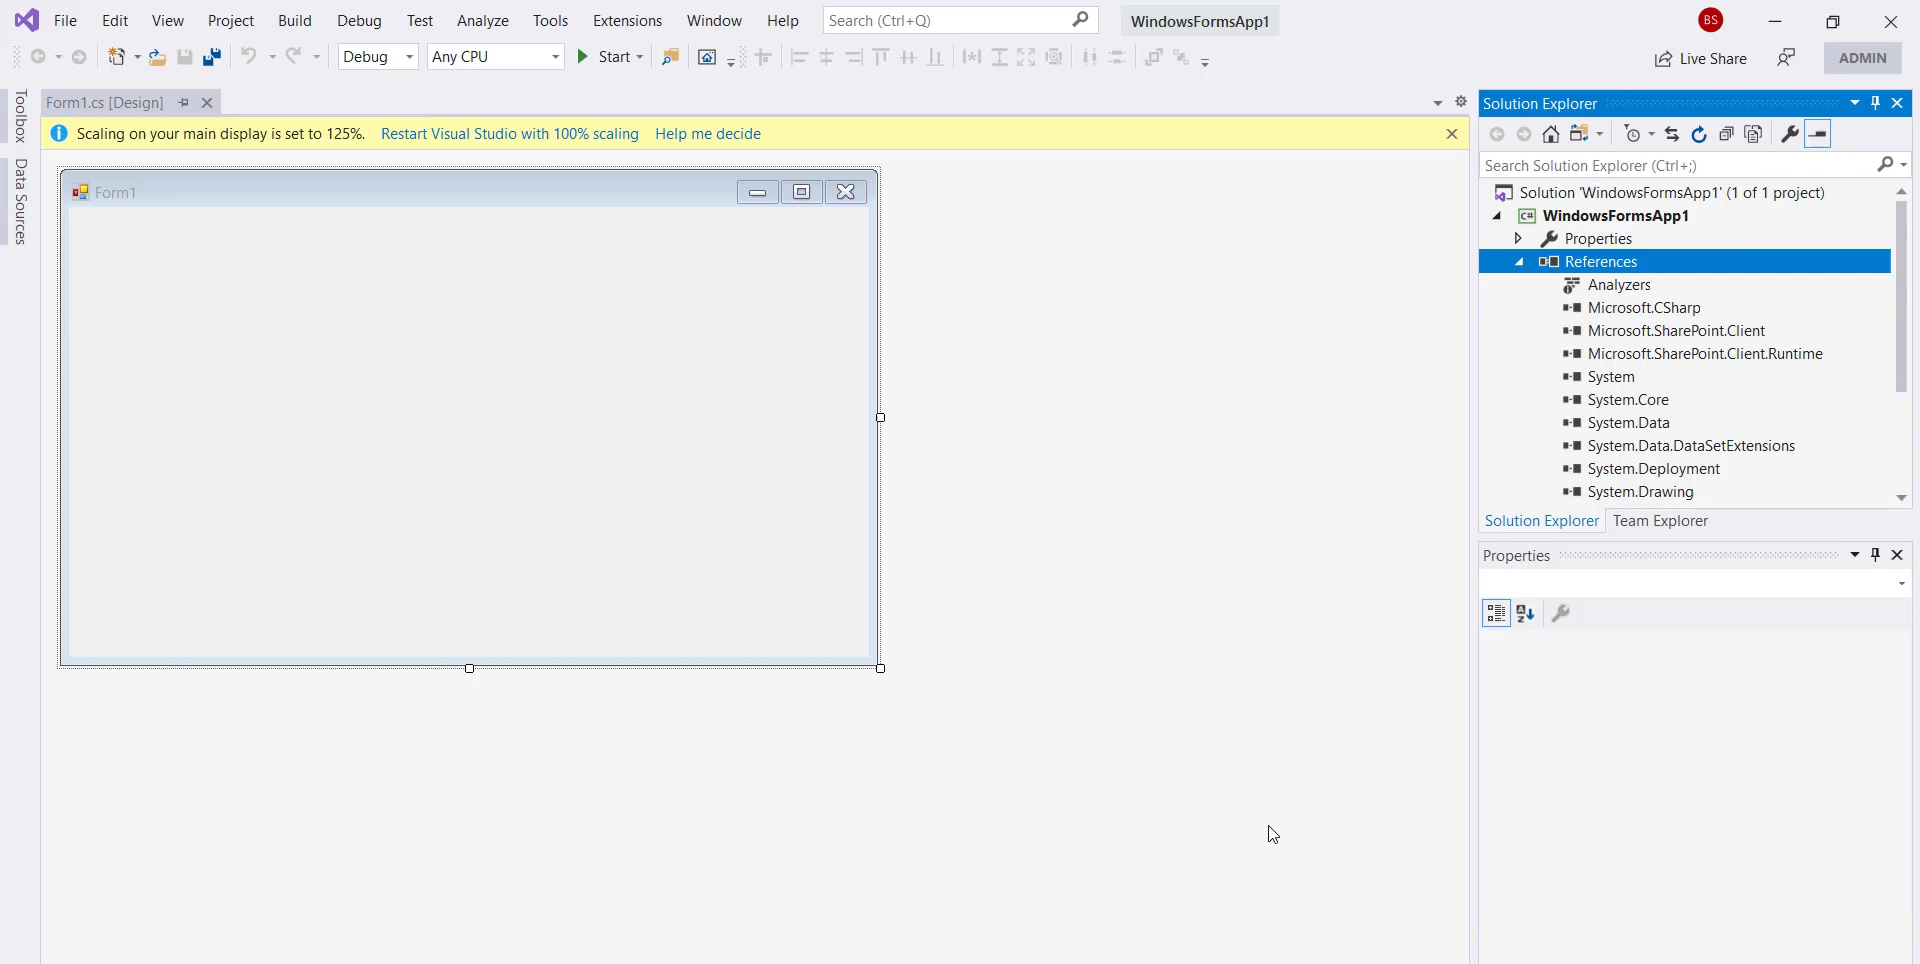 File Edit View Project Build Debug Test Analyze Tools Extensions Window Help Search (Ctrl+Q) WindowsFormsApp1 BS
Debug Any CPU Start Live Share ADMIN
Toolbox
Data Sources
Form1.cs [Design]
Scaling on your main display is set to 125%. Restart Visual Studio with 100% scaling Help me decide
Form1
Solution Explorer
Search Solution Explorer (Ctrl+;)
Solution 'WindowsFormsApp1' (1 of 1 project)
C# WindowsFormsApp1
Properties
References
Analyzers
Microsoft.CSharp
Microsoft.SharePoint.Client
Microsoft.SharePoint.Client.Runtime
System
System.Core
System.Data
System.Data.DataSetExtensions
System.Deployment
System.Drawing
Solution Explorer Team Explorer
Properties